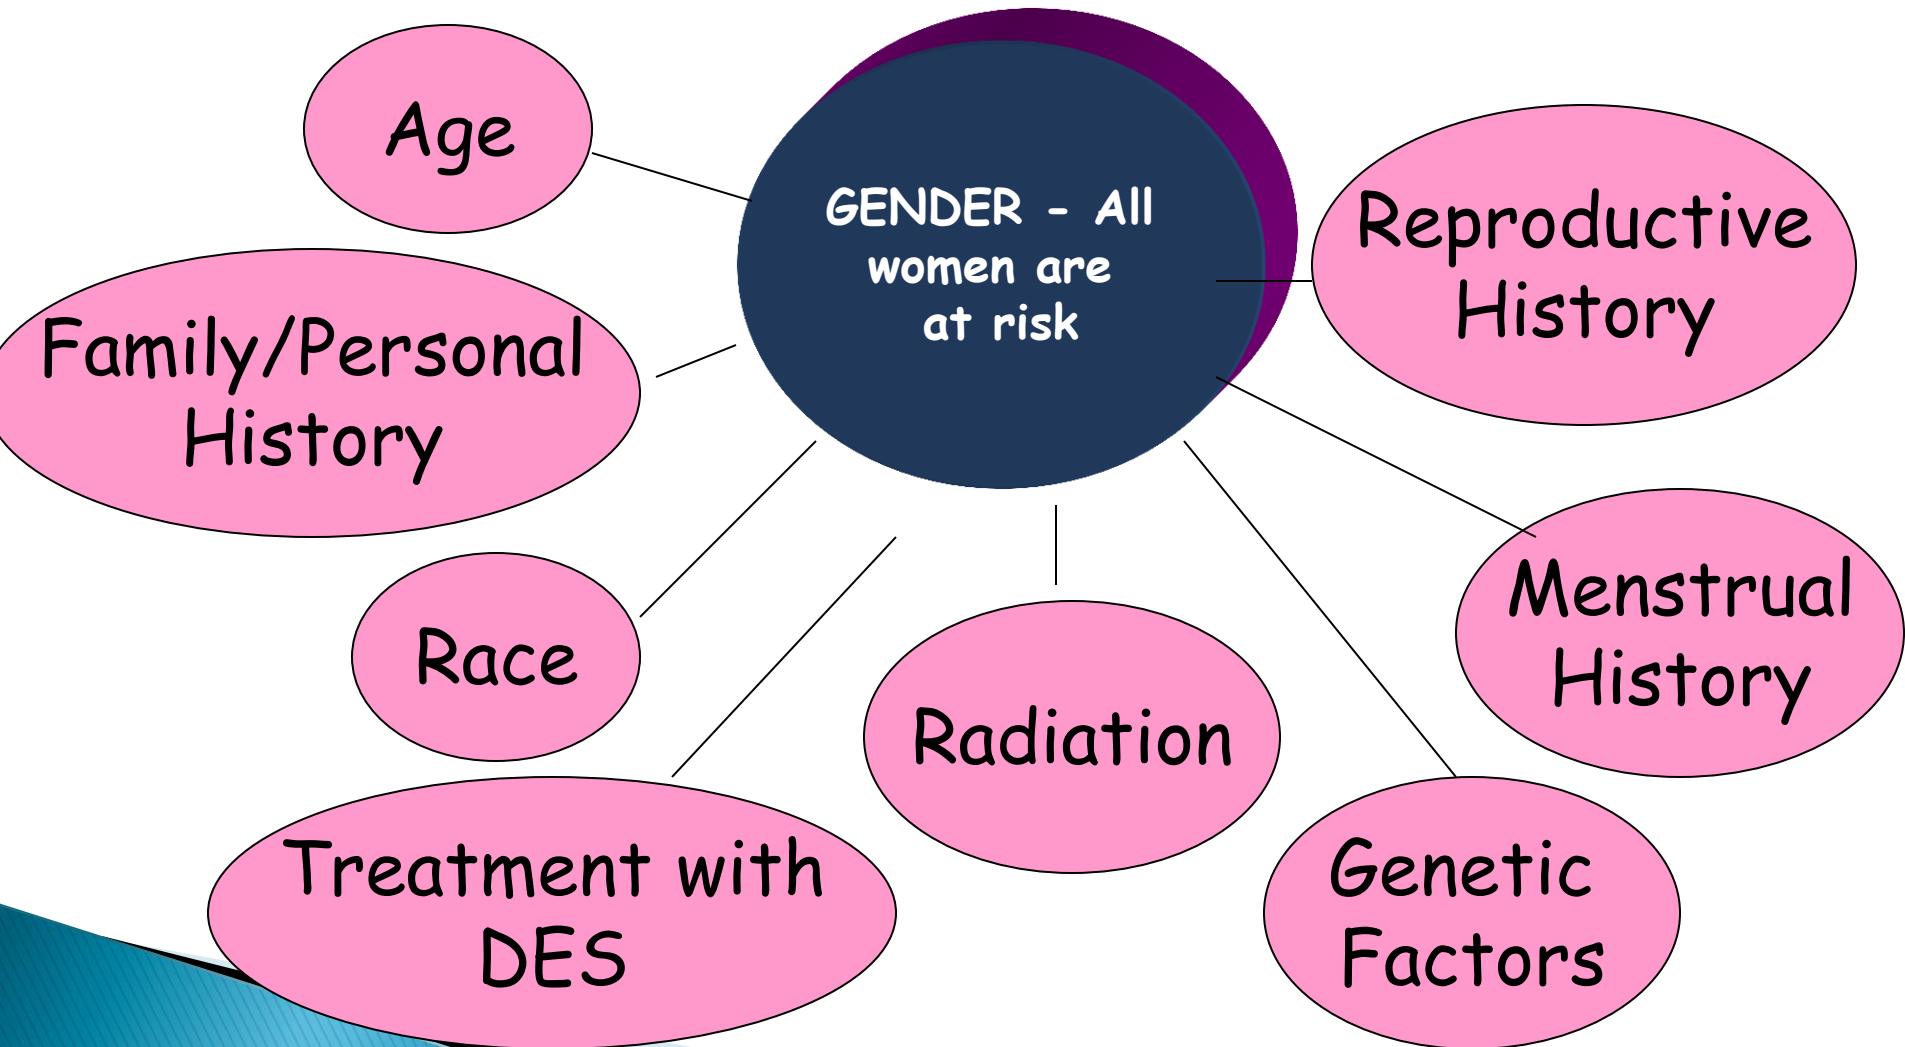 Age
GENDER - All
women are
at risk
Reproductive
History
Family/Personal
History
Menstrual
History
Race
Radiation
Treatment with
DES
Genetic
Factors